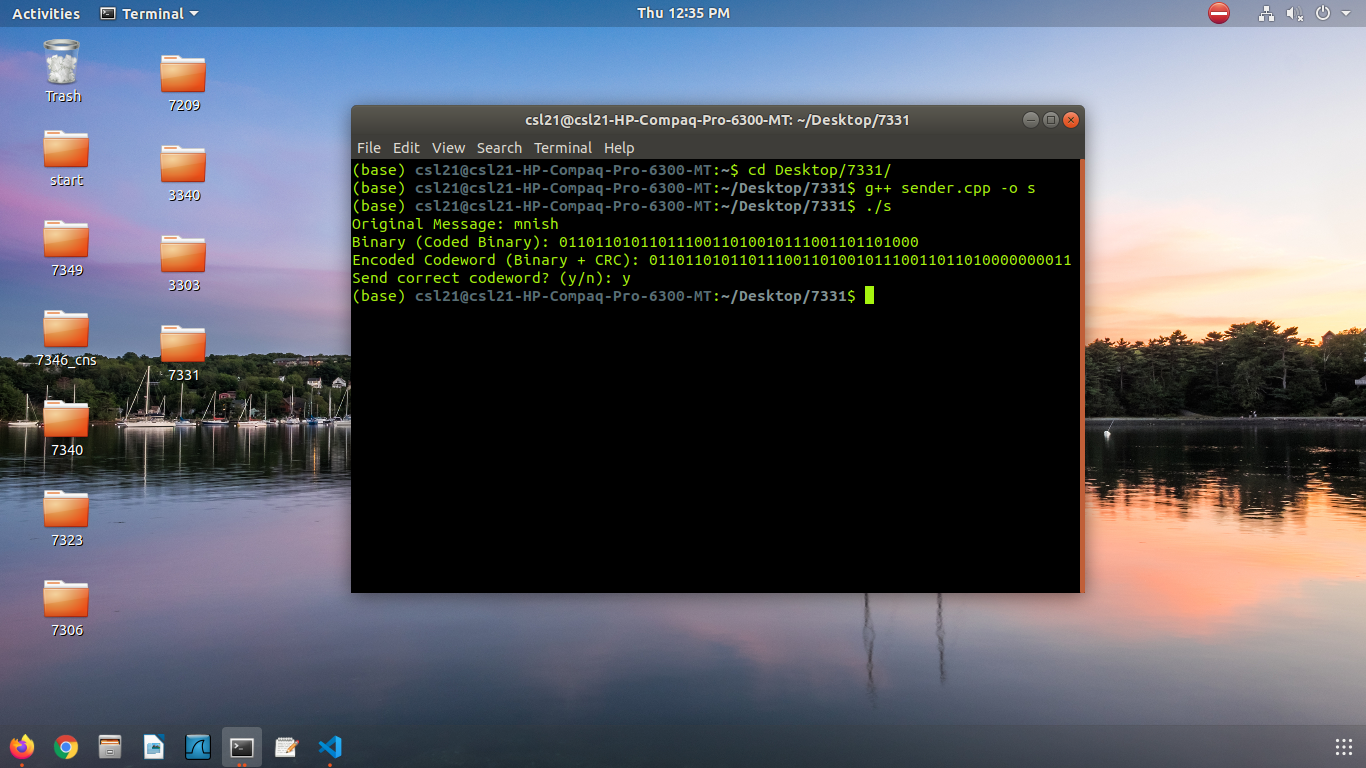 Activities Terminal Thu 12:35 PM
Trash
7209
start
3340
7349
3303
7346_cns
7331
7340
7323
7306
csl21@csl21-HP-Compaq-Pro-6300-MT: ~/Desktop/7331
File Edit View Search Terminal Help
(base) csl21@csl21-HP-Compaq-Pro-6300-MT:~$ cd Desktop/7331/
(base) csl21@csl21-HP-Compaq-Pro-6300-MT:~/Desktop/7331$ g++ sender.cpp -o s
(base) csl21@csl21-HP-Compaq-Pro-6300-MT:~/Desktop/7331$ ./s
Original Message: mnish
Binary (Coded Binary): 0110110101101110011010010111001101101000
Encoded Codeword (Binary + CRC): 01101101011011100110100101110011011010000000011
Send correct codeword? (y/n): y
(base) csl21@csl21-HP-Compaq-Pro-6300-MT:~/Desktop/7331$